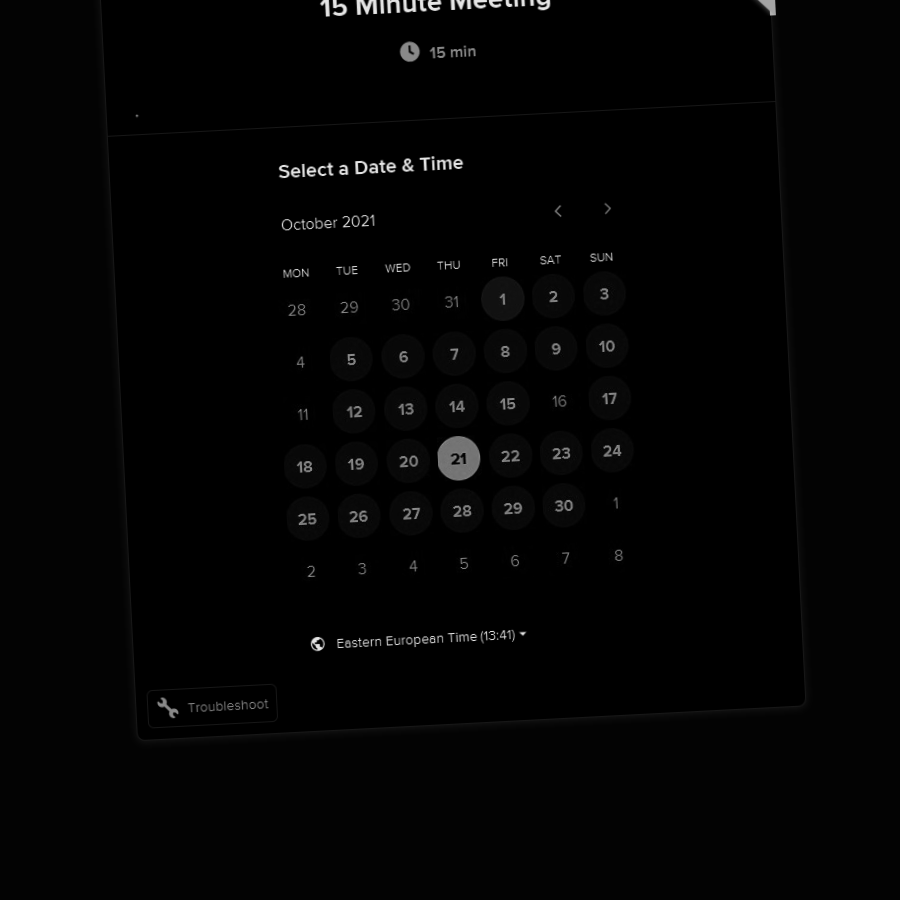 15 Minute Meeting
15 min
Select a Date & Time
October 2021
MON TUE WED THU FRI SAT SUN
28 29 30 31 1 2 3
4 5 6 7 8 9 10
11 12 13 14 15 16 17
18 19 20 21 22 23 24
25 26 27 28 29 30 1
2 3 4 5 6 7 8
Eastern European Time (13:41)
Troubleshoot